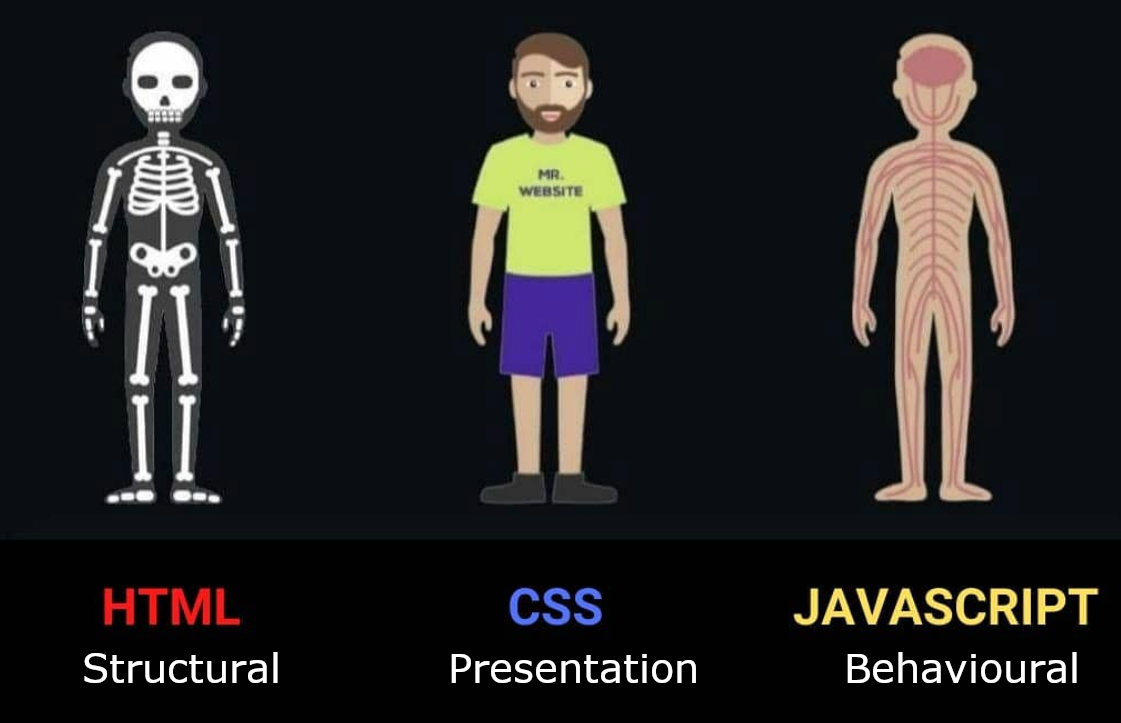 MR.
WEBSITE
HTML
CSS
JAVASCRIPT
Structural
Presentation
Behavioural